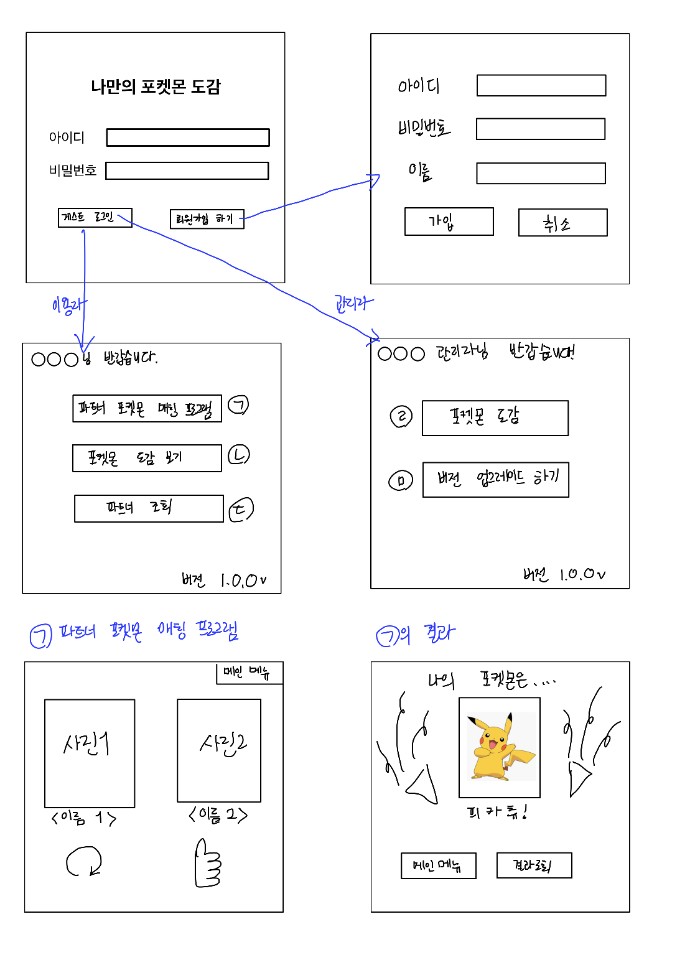 나만의 포켓몬 도감
아이디
비밀번호
게스트 로그인
회원가입 하기
아이디
비밀번호
이름
가입
취소
이용자
관리자
○○○님 반갑습니다.
파트너 포켓몬 매칭 프로그램 ㉠
포켓몬 도감 보기 ㉡
파트너 조회 ㉢
버전 1.0.0v
○○○ 관리자님 반갑습니다!
㉣ 포켓몬 도감
㉤ 버전 업그레이드 하기
버전 1.0.0v
㉠ 파트너 포켓몬 매칭 프로그램
메인 메뉴
사진1
사진2
<이름 1>
<이름 2>
㉠의 결과
나의 포켓몬은....
피카츄!
메인메뉴
결과조회